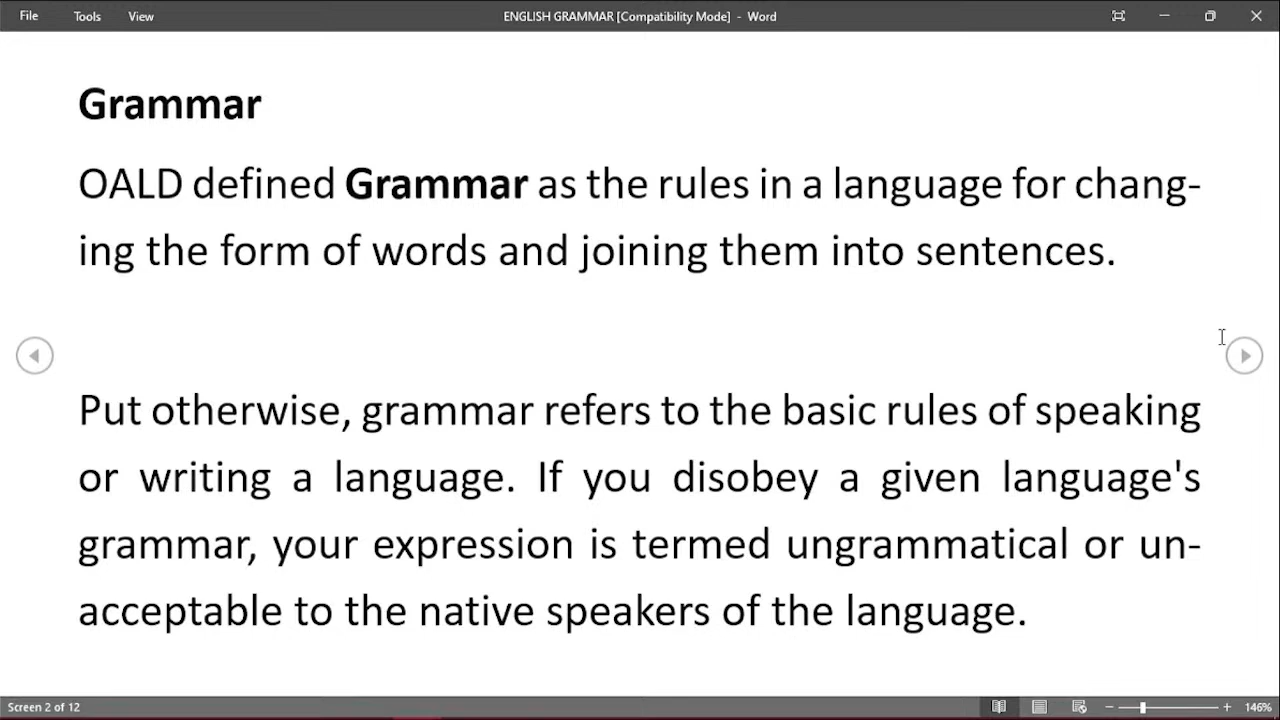 File Tools View ENGLISH GRAMMAR [Compatibility Mode] - Word
Grammar
OALD defined Grammar as the rules in a language for chang-
ing the form of words and joining them into sentences.
Put otherwise, grammar refers to the basic rules of speaking
or writing a language. If you disobey a given language's
grammar, your expression is termed ungrammatical or un-
acceptable to the native speakers of the language.
Screen 2 of 12 146%